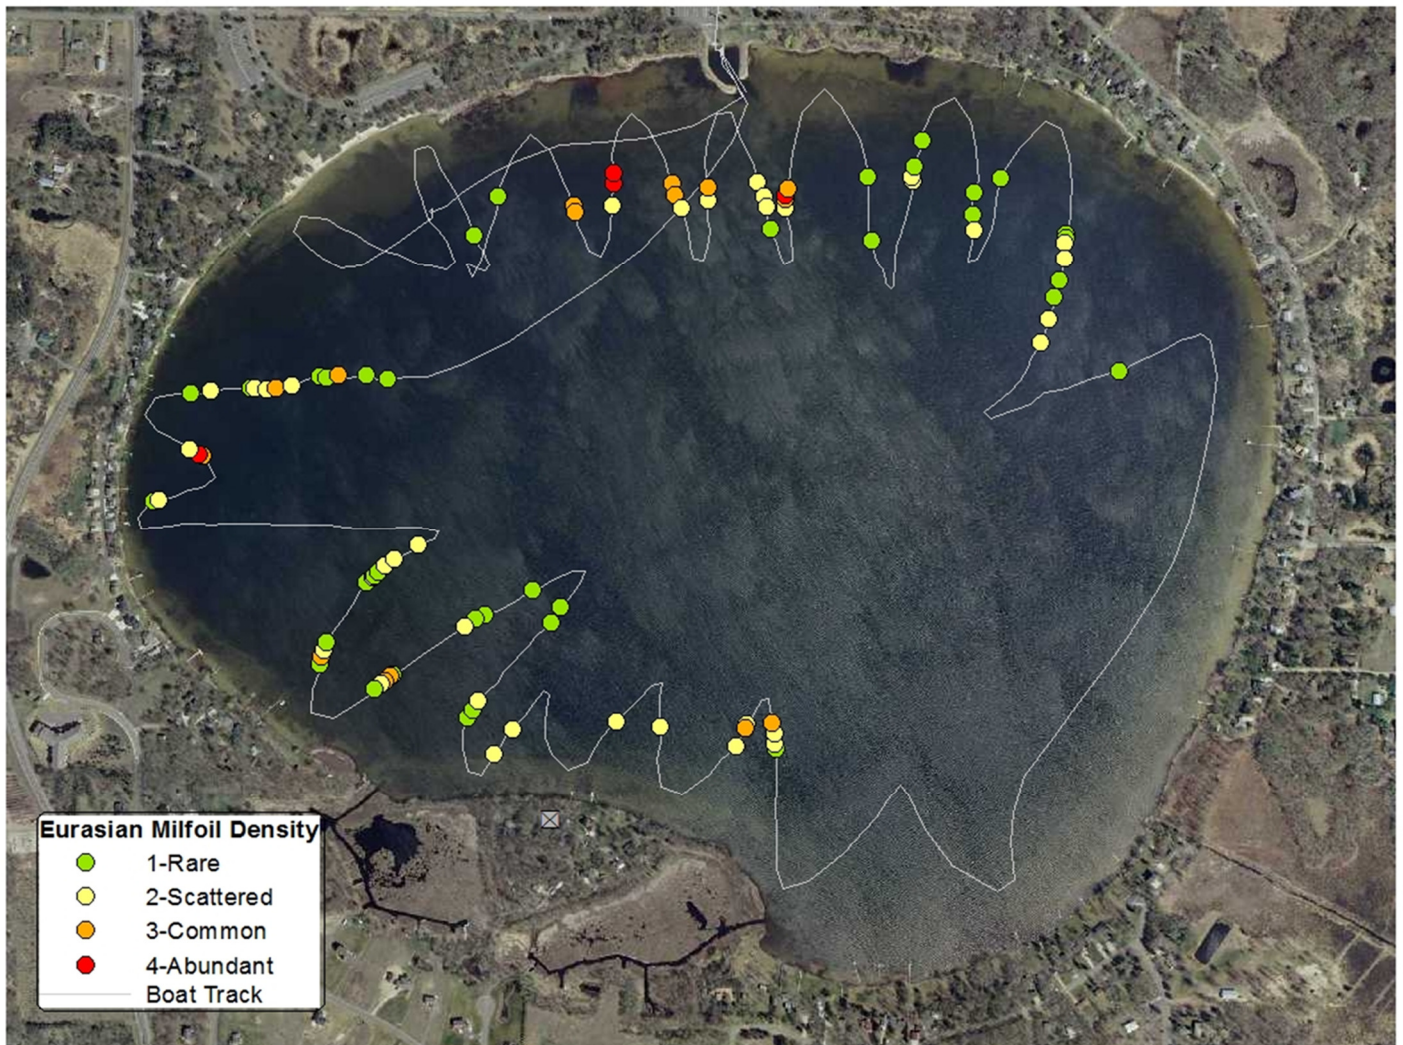 Eurasian Milfoil Density
1-Rare
2-Scattered
3-Common
4-Abundant
Boat Track